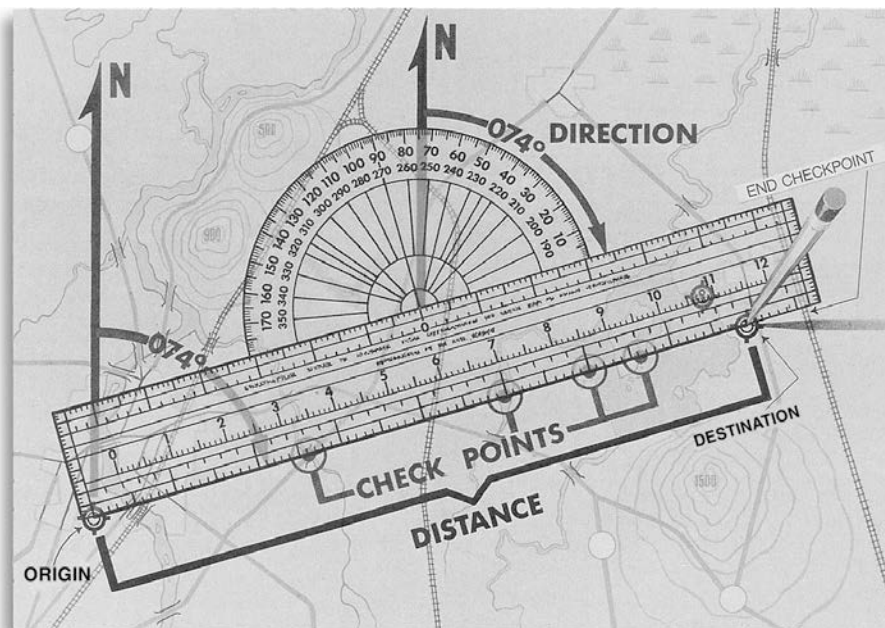 N
N
074° DIRECTION
500
900
END CHECKPOINT
180 170 160 150 140 130 120 110 100 90 80 70 60 50 40 30 20 10
350 340 330 320 310 300 290 280 270 260 250 240 230 220 210 200 190
074°
0
0 1 2 3 4 5 6 7 8 9 10 11 12
CHECK POINTS
DESTINATION
1500
DISTANCE
ORIGIN